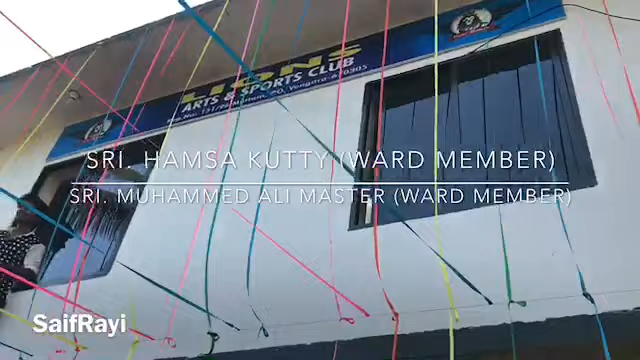 LIONS
ARTS & SPORTS CLUB
SRI. HAMSA KUTTY (WARD MEMBER)
SRI. MUHAMMED ALI MASTER (WARD MEMBER)
SaifRayi